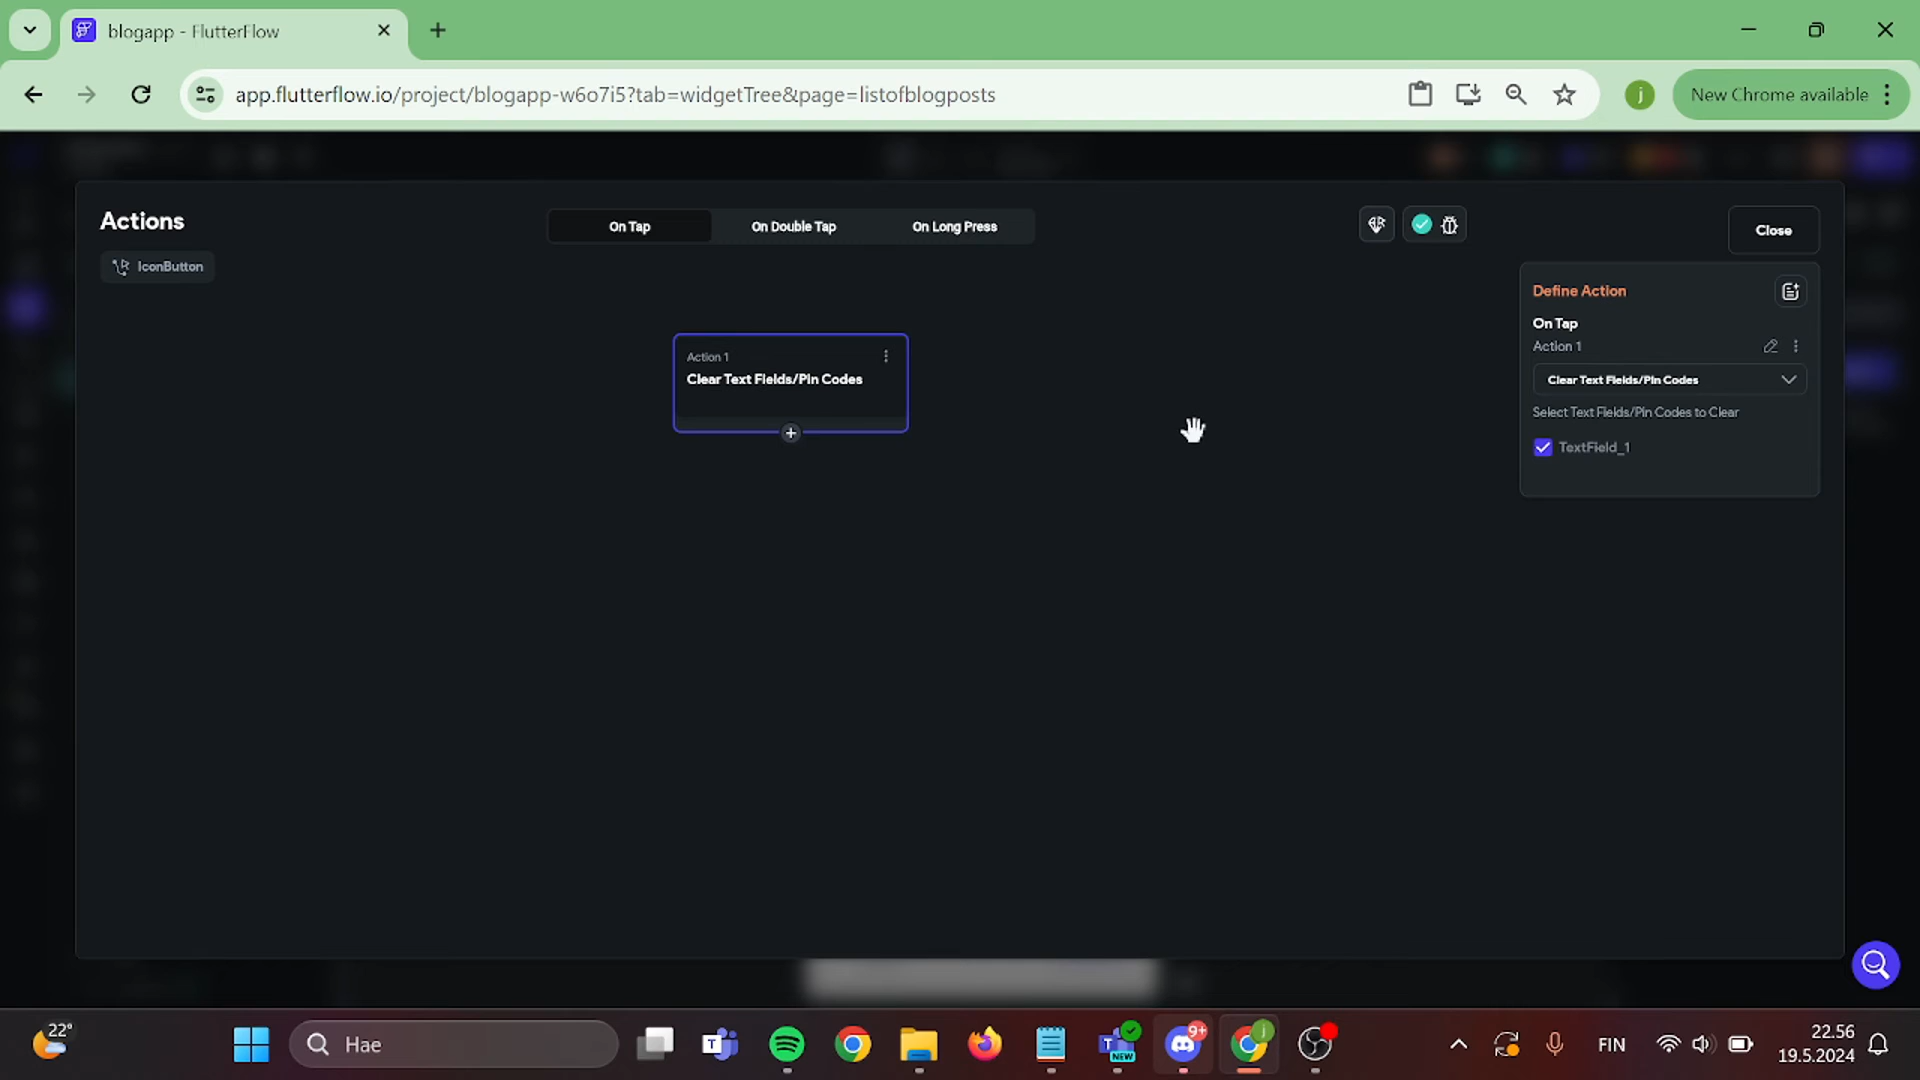 blogapp - FlutterFlow
app.flutterflow.io/project/blogapp-w6o7i5?tab=widgetTree&page=listofblogposts
j
New Chrome available
Actions
On Tap
On Double Tap
On Long Press
Close
IconButton
Define Action
On Tap
Action 1
Clear Text Fields/Pin Codes
Select Text Fields/Pin Codes to Clear
TextField_1
Action 1
Clear Text Fields/Pin Codes
22°
Hae
T
NEW
9+
j
FIN
22.56
19.5.2024